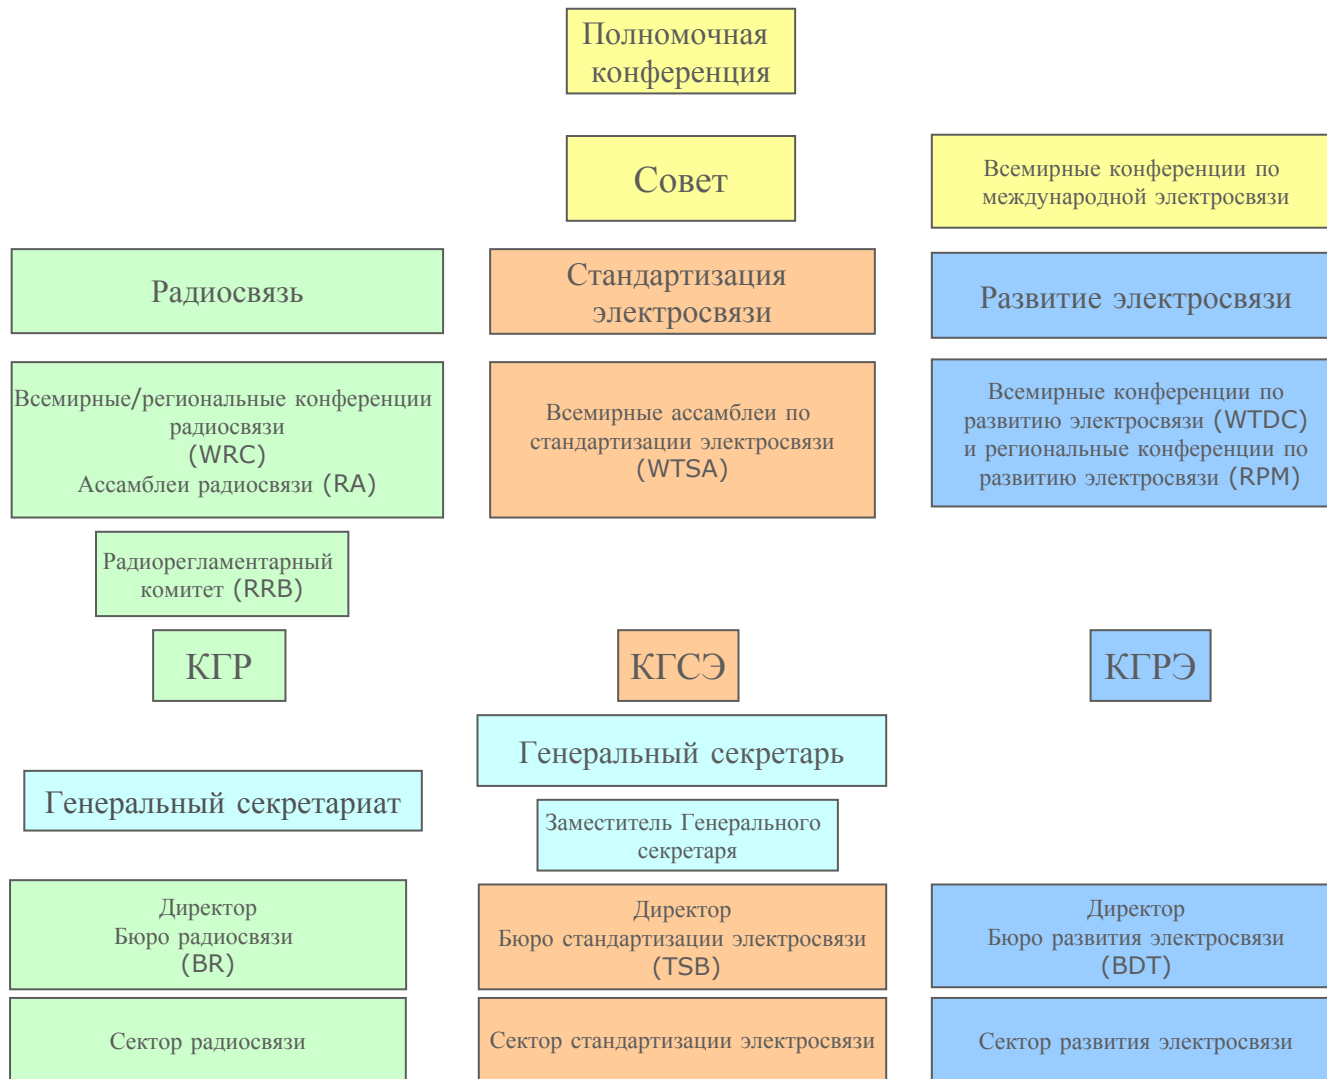 Полномочная
конференция
Совет
Всемирные конференции по
международной электросвязи
Радиосвязь
Стандартизация
электросвязи
Развитие электросвязи
Всемирные/региональные конференции
радиосвязи
(WRC)
Ассамблеи радиосвязи (RA)
Всемирные ассамблеи по
стандартизации электросвязи
(WTSA)
Всемирные конференции по
развитию электросвязи (WTDC)
и региональные конференции по
развитию электросвязи (RPM)
Радиорегламентарный
комитет (RRB)
КГР
КГСЭ
КГРЭ
Генеральный секретарь
Генеральный секретариат
Заместитель Генерального
секретаря
Директор
Бюро радиосвязи
(BR)
Директор
Бюро стандартизации электросвязи
(TSB)
Директор
Бюро развития электросвязи
(BDT)
Сектор радиосвязи
Сектор стандартизации электросвязи
Сектор развития электросвязи